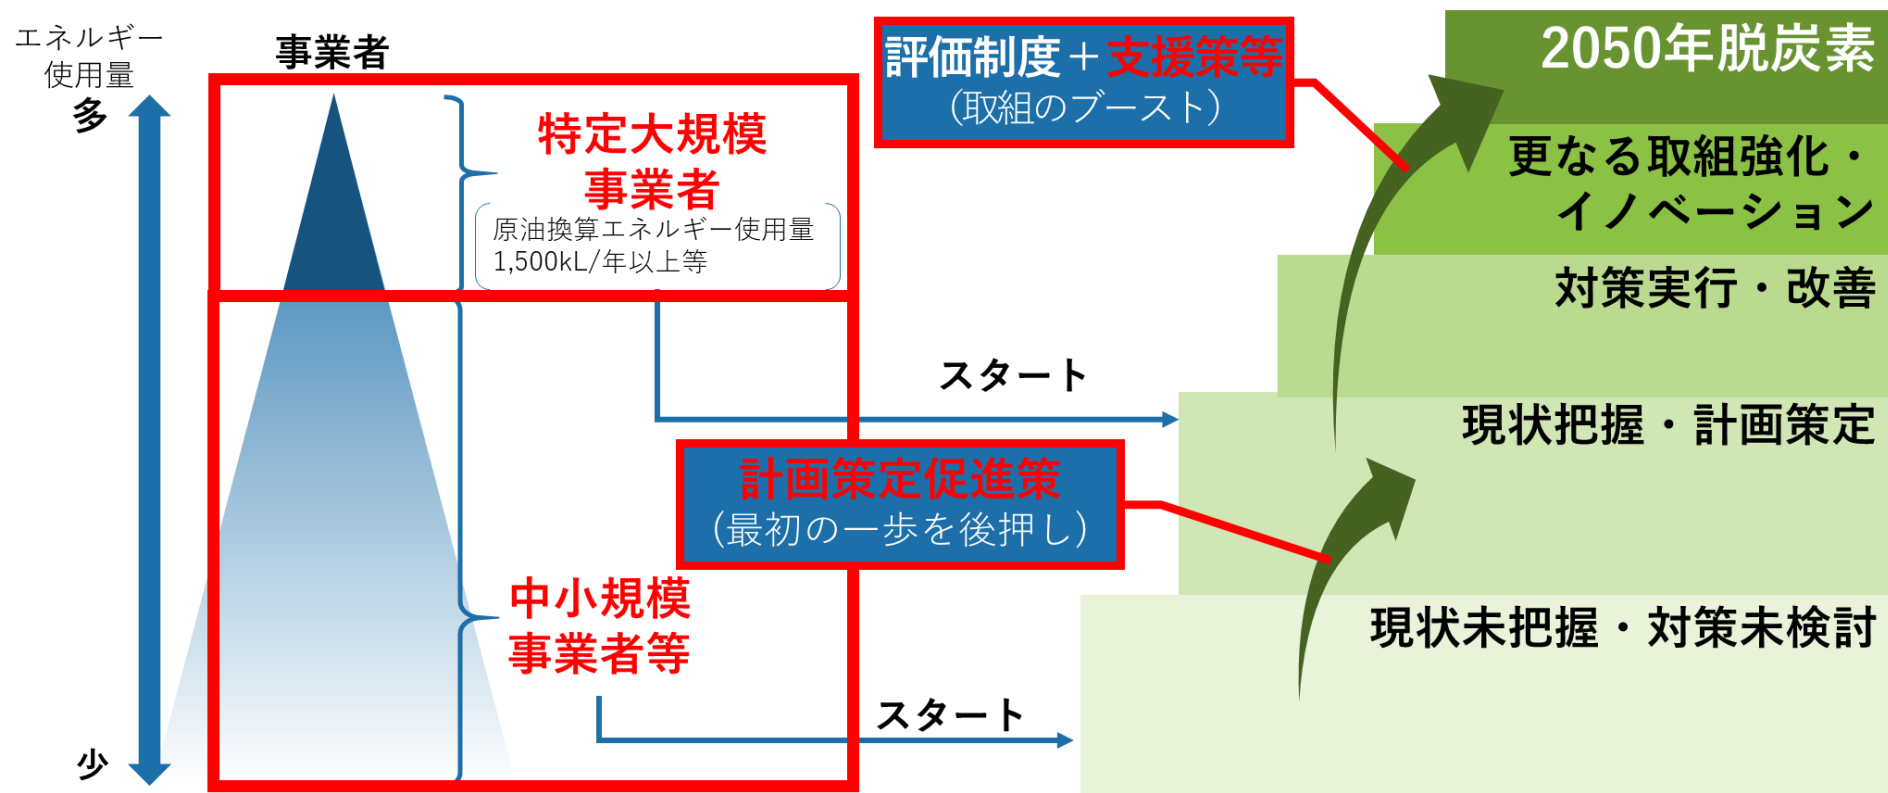 エネルギー
使用量
多
少
事業者
特定大規模
事業者
原油換算エネルギー使用量
1,500kL/年以上等
中小規模
事業者等
評価制度＋支援策等
（取組のブースト）
スタート
計画策定促進策
（最初の一歩を後押し）
スタート
2050年脱炭素
更なる取組強化・
イノベーション
対策実行・改善
現状把握・計画策定
現状未把握・対策未検討